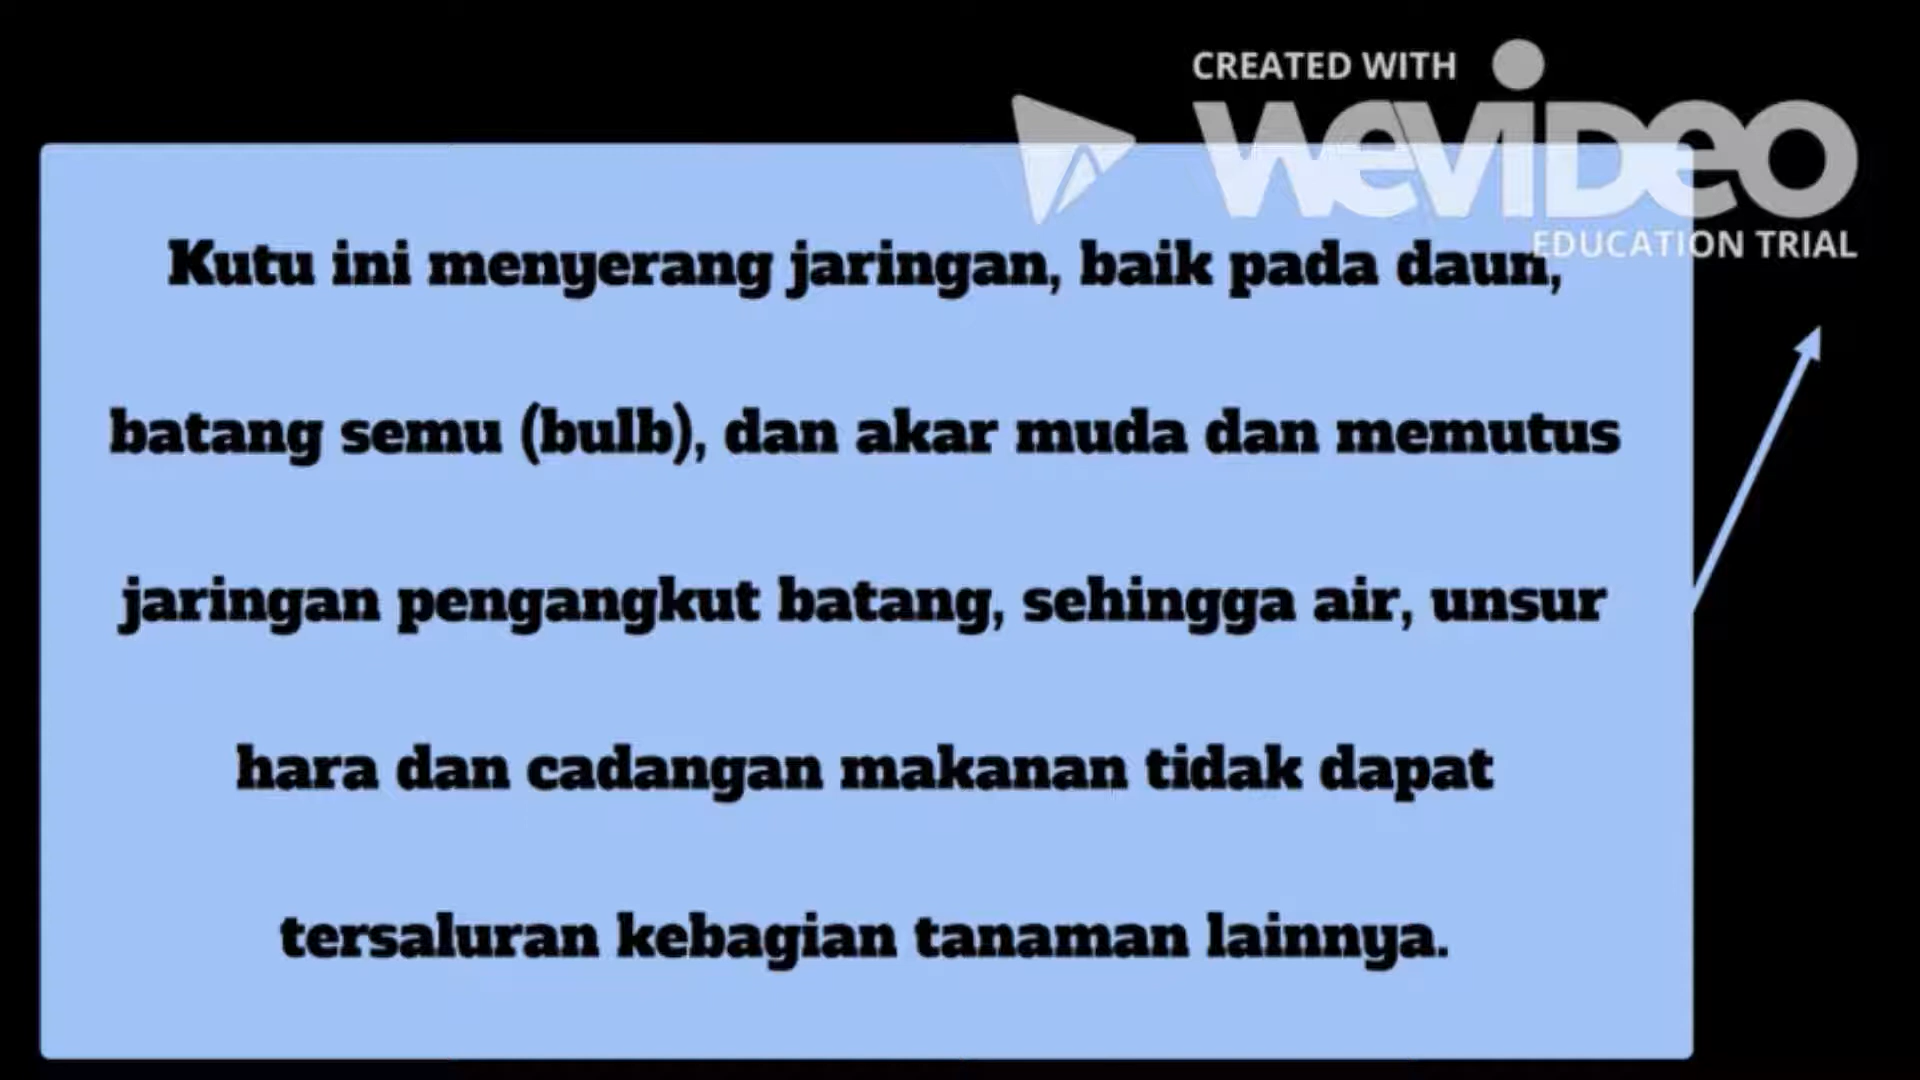 CREATED WITH
WEVIDEO
EDUCATION TRIAL
Kutu ini menyerang jaringan, baik pada daun,
batang semu (bulb), dan akar muda dan memutus
jaringan pengangkut batang, sehingga air, unsur
hara dan cadangan makanan tidak dapat
tersaluran kebagian tanaman lainnya.